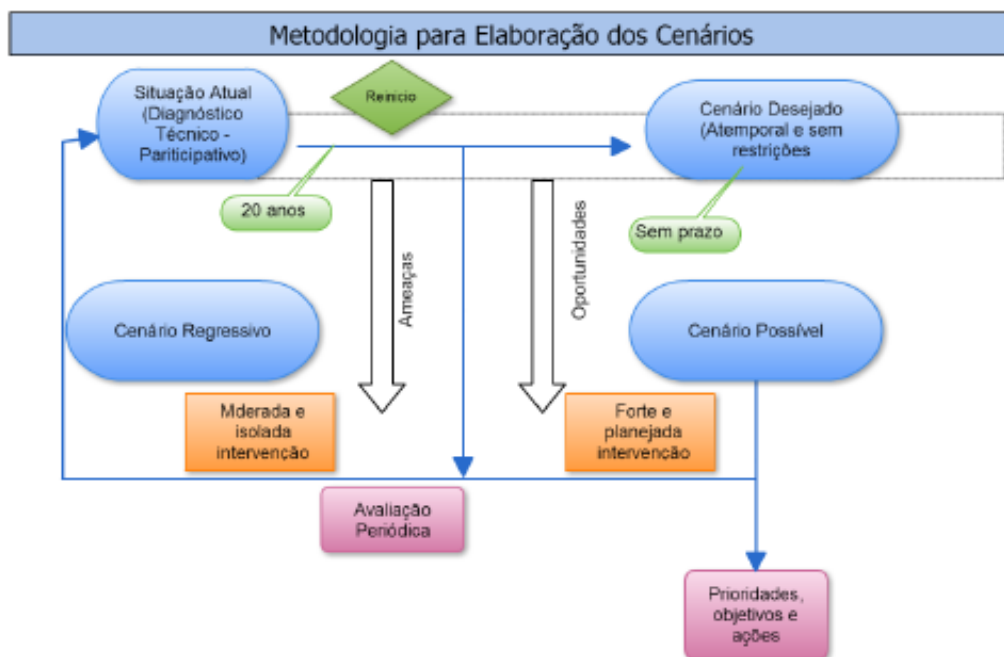 Metodologia para Elaboração dos Cenários
Situação Atual
(Diagnóstico
Técnico -
Pariticipativo)
Reinicio
Cenário Desejado
(Atemporal e sem
restrições
20 anos
Sem prazo
Ameaças
Oportunidades
Cenário Regressivo
Cenário Possível
Mderada e
isolada
intervenção
Forte e
planejada
intervenção
Avaliação
Periódica
Prioridades,
objetivos e
ações